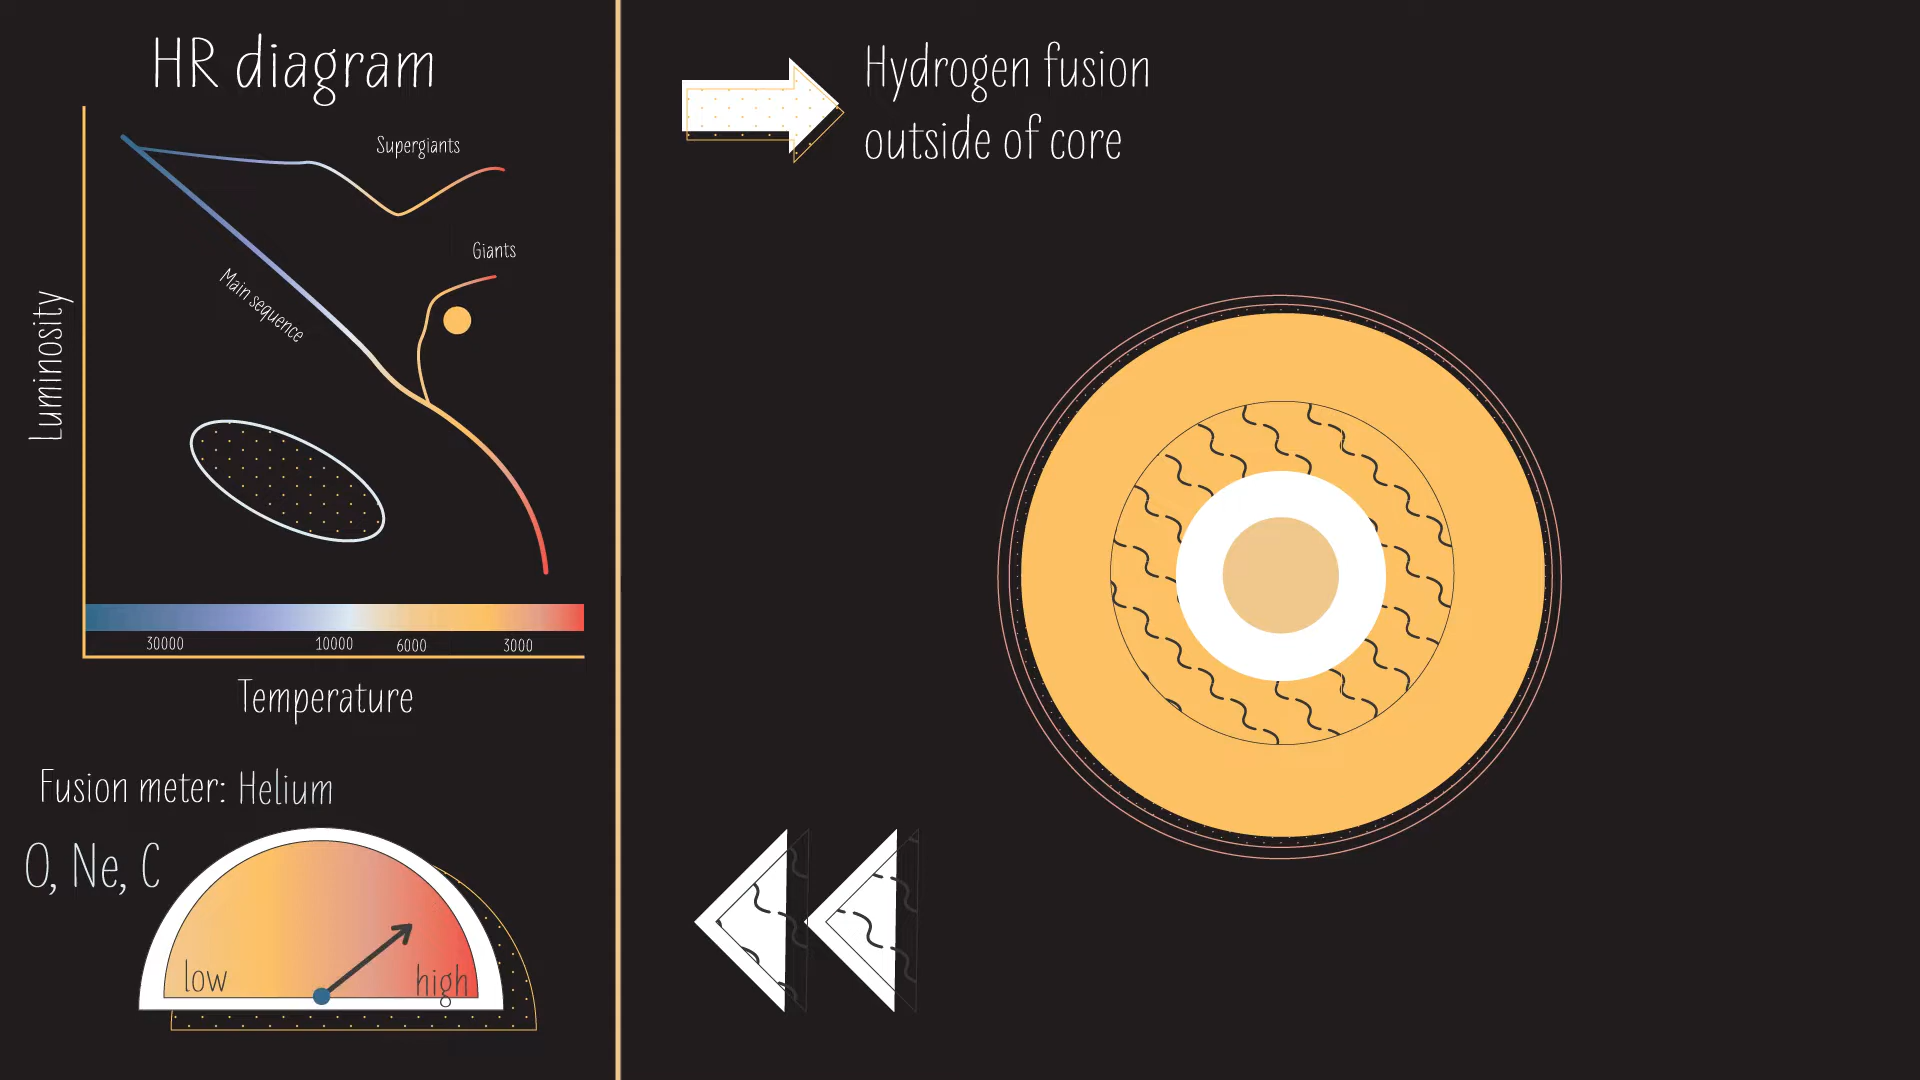 HR diagram
Supergiants
Giants
Main sequence
Luminosity
30000 10000 6000 3000
Temperature
Fusion meter: Helium
O, Ne, C
low high
Hydrogen fusion
outside of core